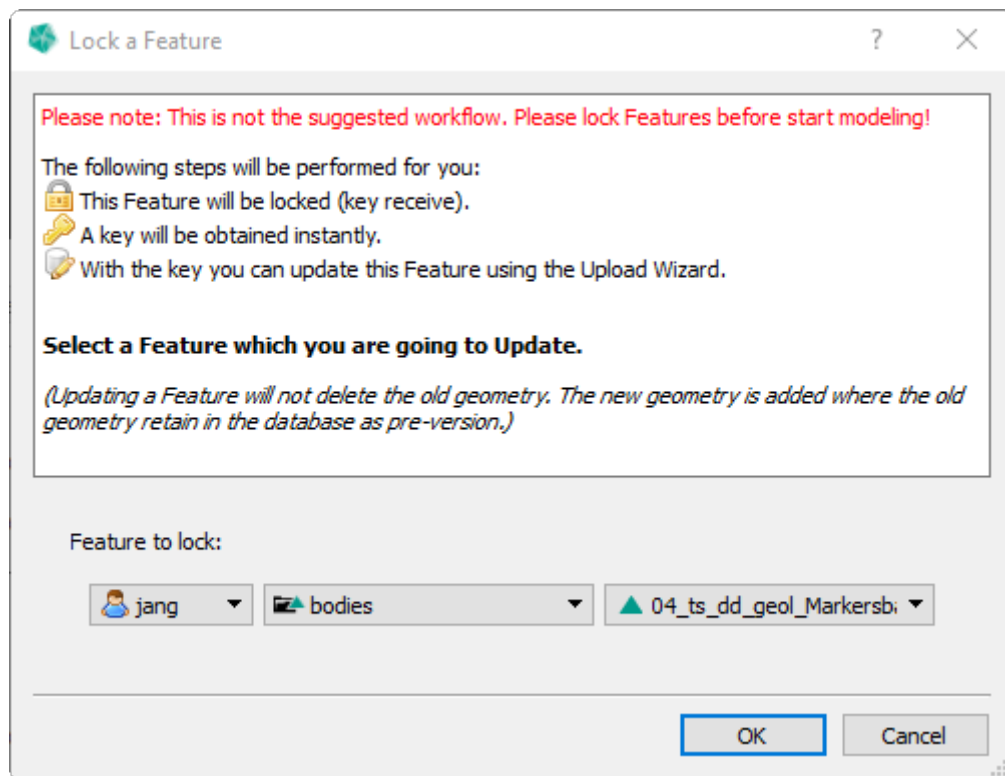 Lock a Feature
?
Please note: This is not the suggested workflow. Please lock Features before start modeling!
The following steps will be performed for you:
This Feature will be locked (key receive).
A key will be obtained instantly.
With the key you can update this Feature using the Upload Wizard.
Select a Feature which you are going to Update.
(Updating a Feature will not delete the old geometry. The new geometry is added where the old
geometry retain in the database as pre-version.)
Feature to lock:
jang bodies 04_ts_dd_geol_Markersba
OK Cancel